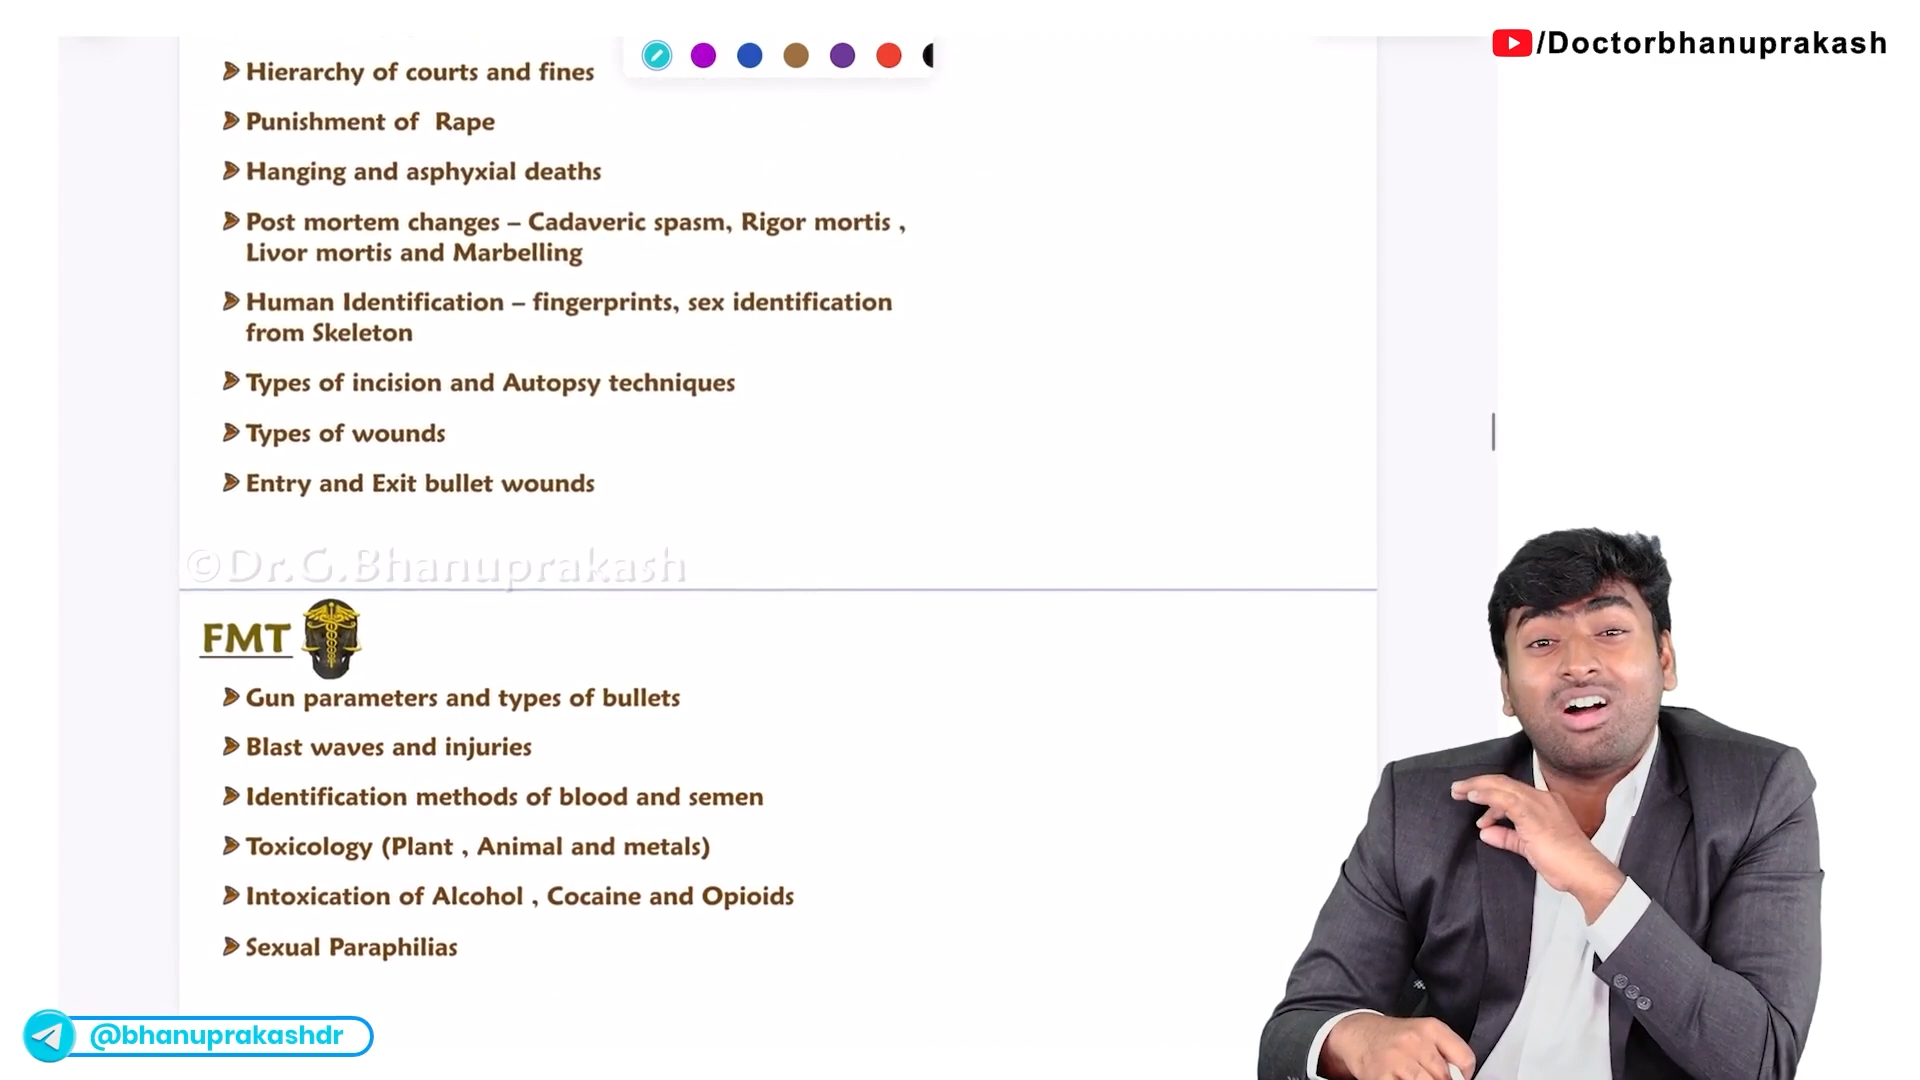 /Doctorbhanuprakash
Hierarchy of courts and fines
Punishment of Rape
Hanging and asphyxial deaths
Post mortem changes – Cadaveric spasm, Rigor mortis ,
Livor mortis and Marbelling
Human Identification – fingerprints, sex identification
from Skeleton
Types of incision and Autopsy techniques
Types of wounds
Entry and Exit bullet wounds
©Dr.G.Bhanuprakash
FMT
Gun parameters and types of bullets
Blast waves and injuries
Identification methods of blood and semen
Toxicology (Plant , Animal and metals)
Intoxication of Alcohol , Cocaine and Opioids
Sexual Paraphilias
@bhanuprakashdr